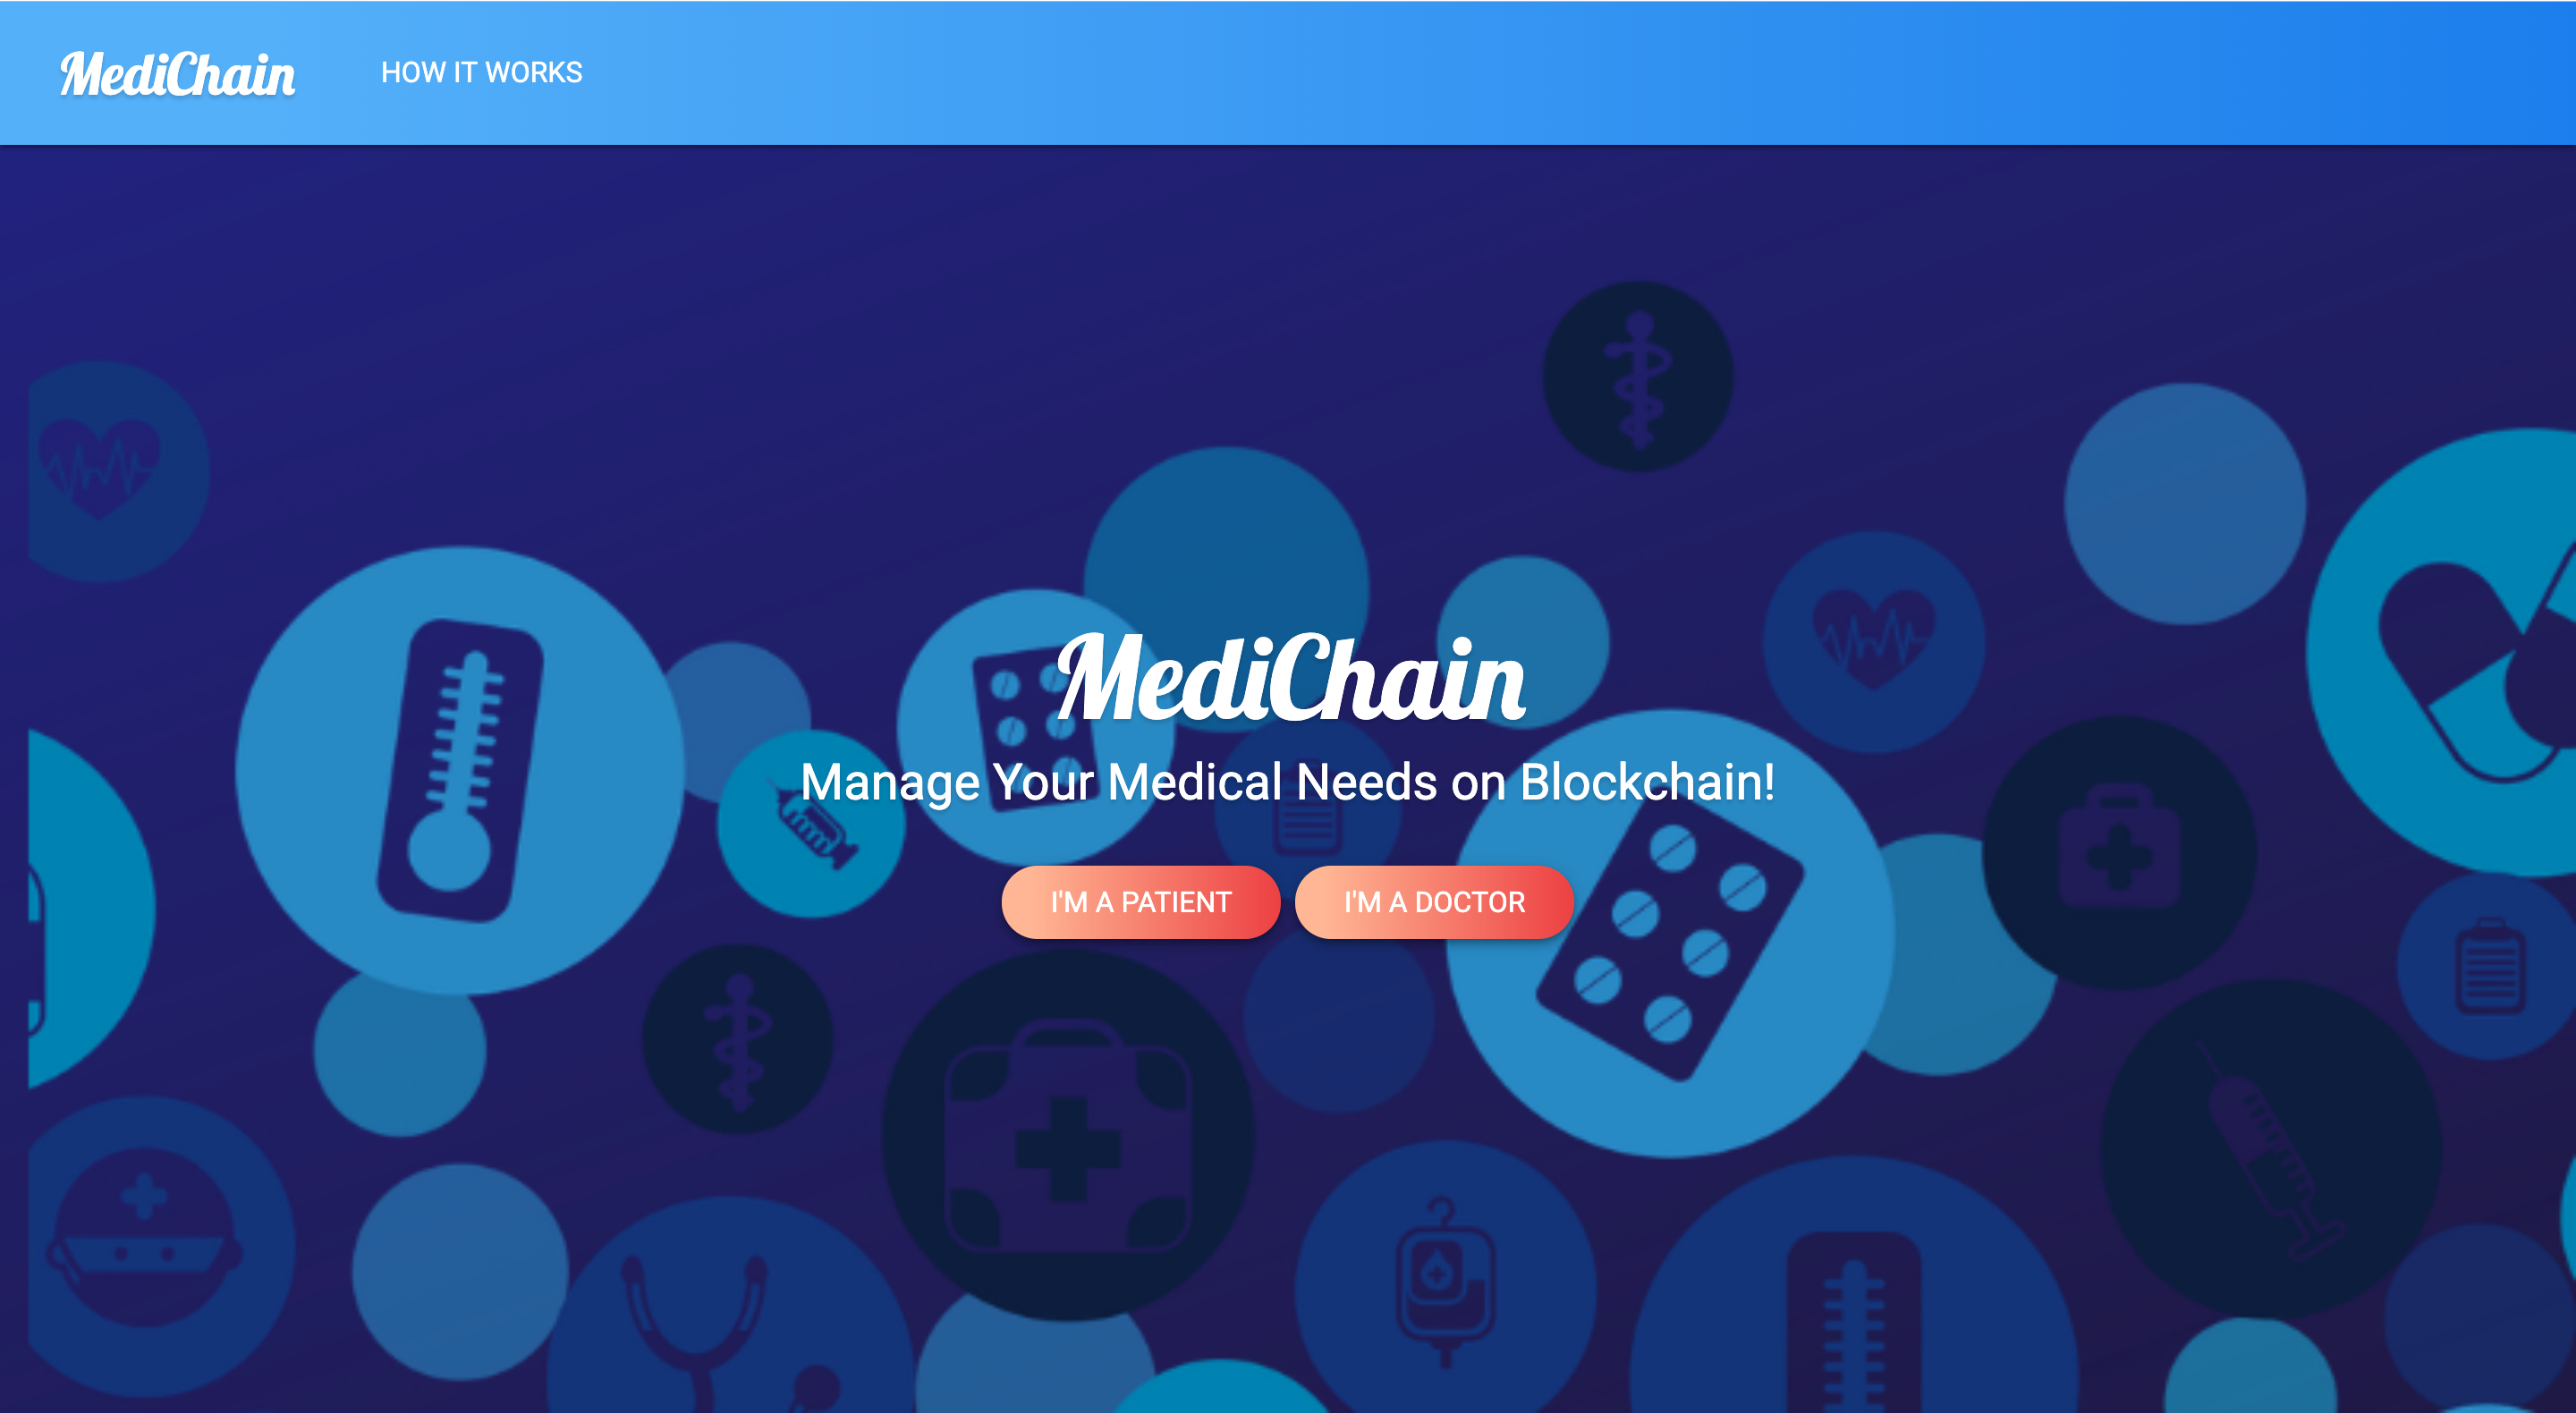 MediChain
HOW IT WORKS
MediChain
Manage Your Medical Needs on Blockchain!
I'M A PATIENT
I'M A DOCTOR